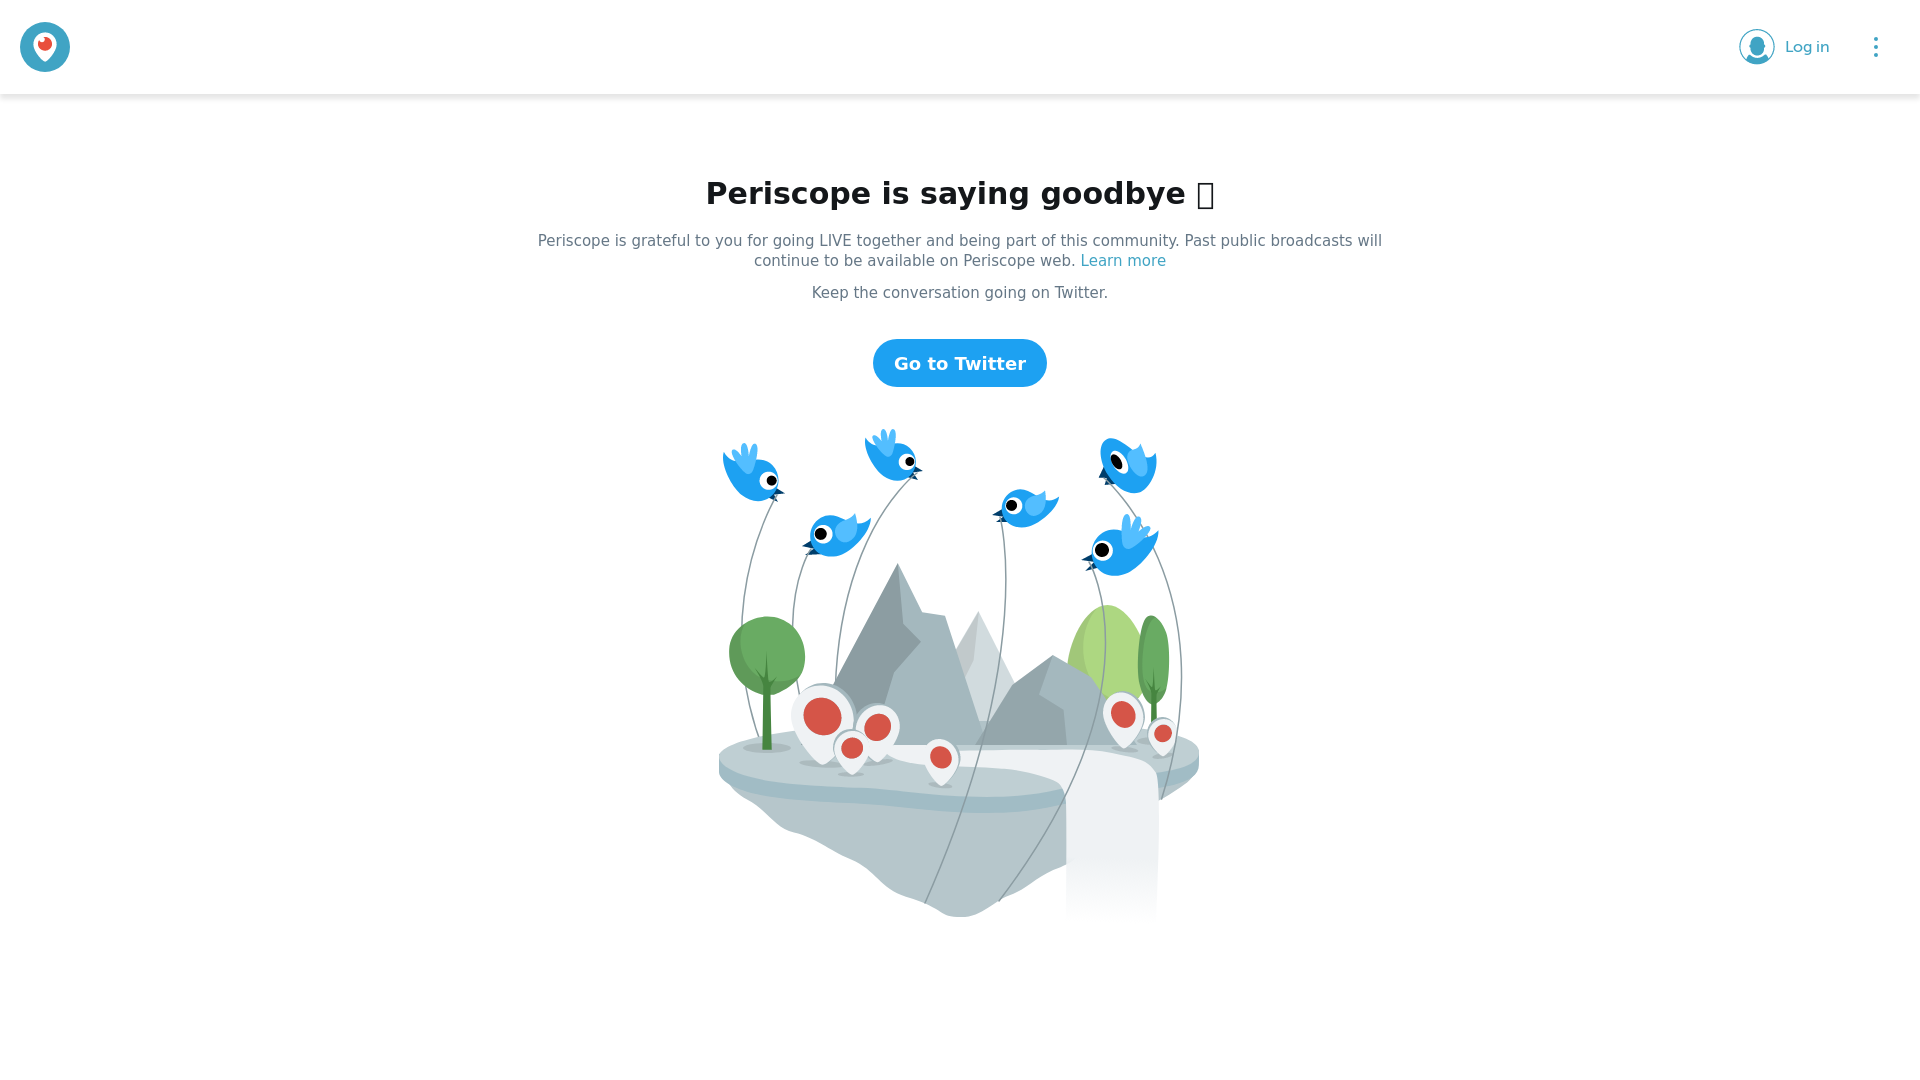 Log in
Periscope is saying goodbye
Periscope is grateful to you for going LIVE together and being part of this community. Past public broadcasts will
continue to be available on Periscope web. Learn more
Keep the conversation going on Twitter.
Go to Twitter